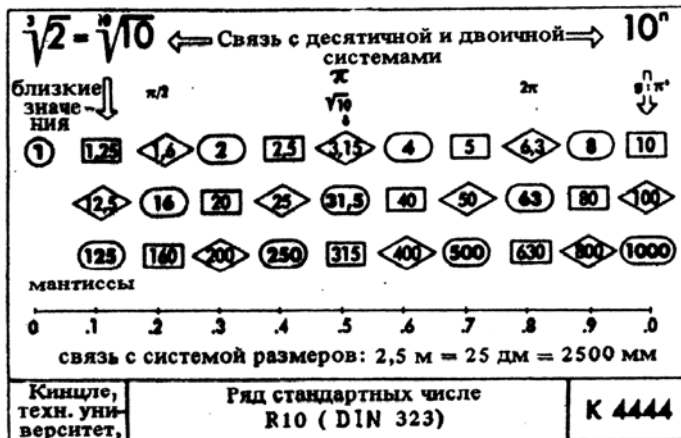 ∛2 = ¹⁰√10 ⇐ Связь с десятичной и двоичной ⇒ 10ⁿ
системами
близкие
значе-
ния
π/2 π 2π
√10
1 1,25 1,6 2 2,5 3,15 4 5 6,3 8 10
12,5 16 20 25 31,5 40 50 63 80 100
125 160 200 250 315 400 500 630 800 1000
мантиссы
0 .1 .2 .3 .4 .5 .6 .7 .8 .9 .0
связь с системой размеров: 2,5 м = 25 дм = 2500 мм
Кинцле,
техн. уни-
верситет,
Ряд стандартных числе
R10 ( DIN 323)
К 4444